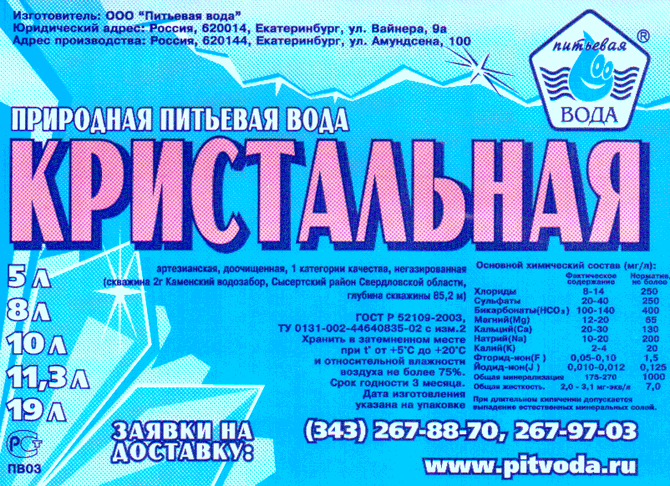 Изготовитель: ООО "Питьевая вода"
Юридический адрес: Россия, 620014, Екатеринбург, ул. Вайнера, 9а
Адрес производства: Россия, 620144, Екатеринбург, ул. Амундсена, 100
питьевая
ВОДА
®
ПРИРОДНАЯ ПИТЬЕВАЯ ВОДА
КРИСТАЛЬНАЯ
5 л
8 л
10 л
11,3 л
19 л
РСТ
ПВ03
артезианская, доочищенная, 1 категории качества, негазированная
(скважина 2г Каменский водозабор, Сысертский район Свердловской области,
глубина скважины 85,2 м)
ГОСТ Р 52109-2003,
ТУ 0131-002-44640835-02 с изм.2
Хранить в затемненном месте
при t° от +5°С до +20°С
и относительной влажности
воздуха не более 75%.
Срок годности 3 месяца.
Дата изготовления
указана на упаковке
Основной химический состав (мг/л):
Фактическое содержание Норматив, не более
Хлориды 8-14 250
Сульфаты 20-40 250
Бикарбонаты(HCO₃) 100-140 400
Магний(Mg) 12-20 65
Кальций(Ca) 20-30 130
Натрий(Na) 10-20 200
Калий(K) 2-4 20
Фторид-ион(F ) 0,05-0,10 1,5
Йодид-ион(J ) 0,010-0,012 0,125
Общая минерализация 175-270 1000
Общая жесткость. 2,0 - 3,1 мг-экв/л 7,0
При длительном кипячении допускается
выпадение естественных минеральных солей.
ЗАЯВКИ НА
ДОСТАВКУ:
(343) 267-88-70, 267-97-03
www.pitvoda.ru